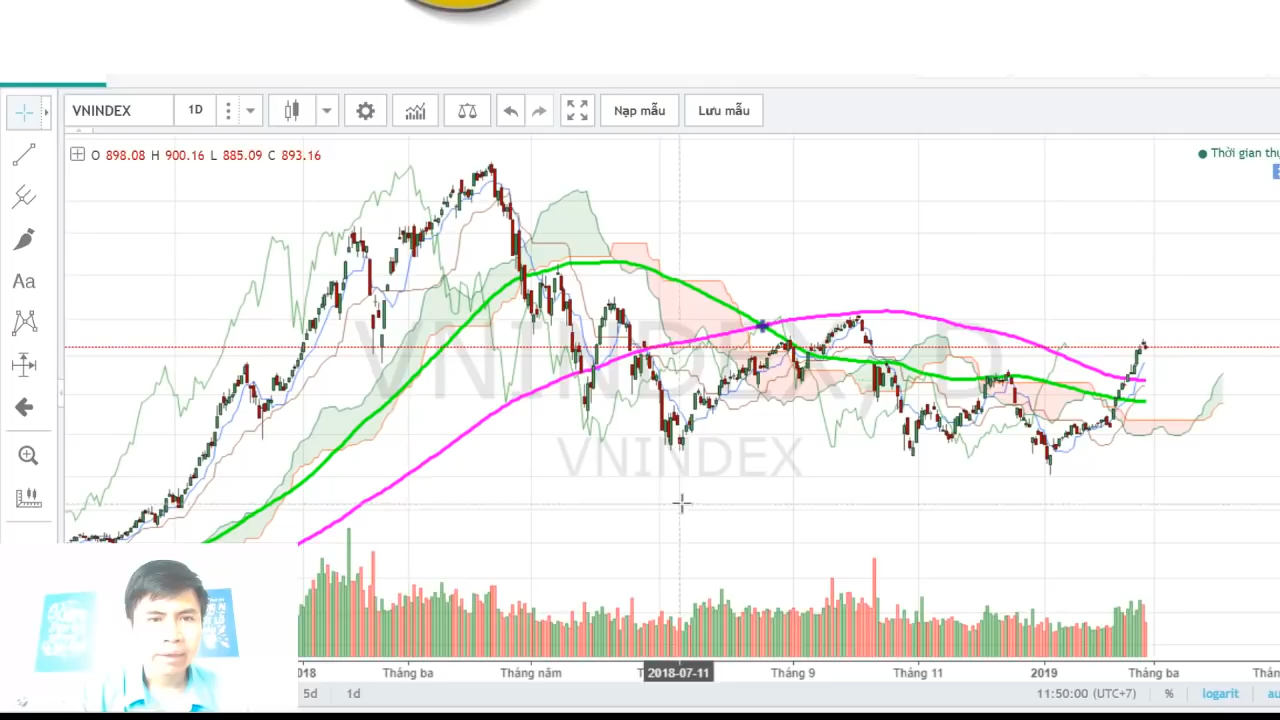 VNINDEX 1D Nạp mẫu Lưu mẫu
O 898.08 H 900.16 L 885.09 C 893.16
Thời gian thự
Aa
VNINDEX, D
VNINDEX
018 Tháng ba Tháng năm T 2018-07-11 Tháng 9 Tháng 11 2019 Tháng ba Thán
5d 1d 11:50:00 (UTC+7) % logarit au